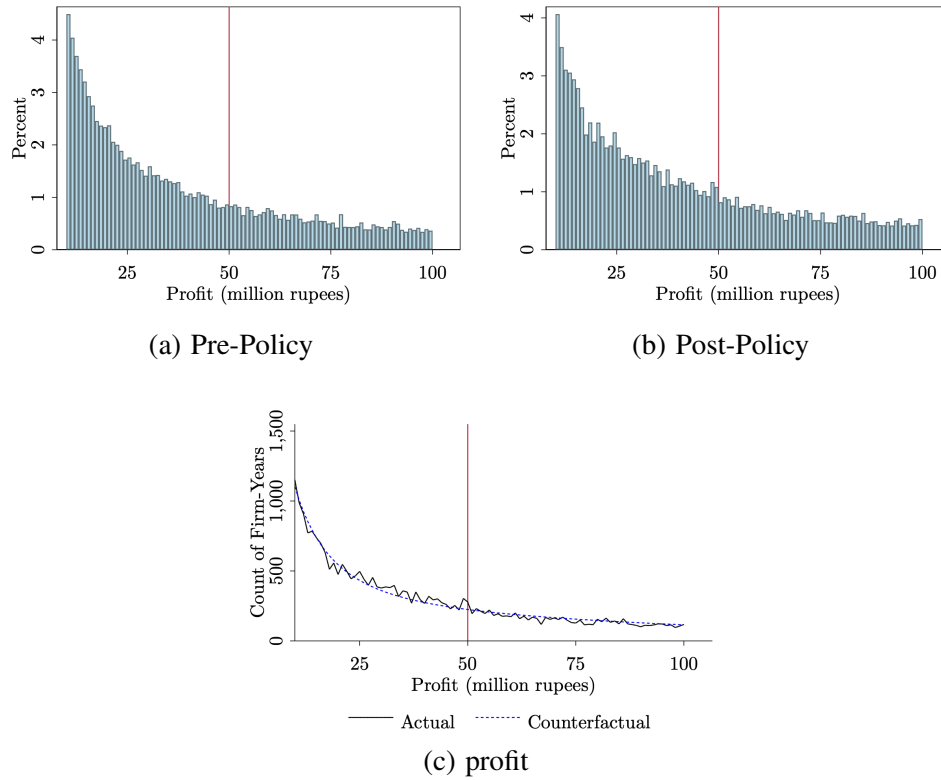 4
3
2
1
0
Percent
25
50
75
100
Profit (million rupees)
(a) Pre-Policy
4
3
2
1
0
Percent
25
50
75
100
Profit (million rupees)
(b) Post-Policy
1,500
1,000
500
0
Count of Firm-Years
25
50
75
100
Profit (million rupees)
Actual
Counterfactual
(c) profit